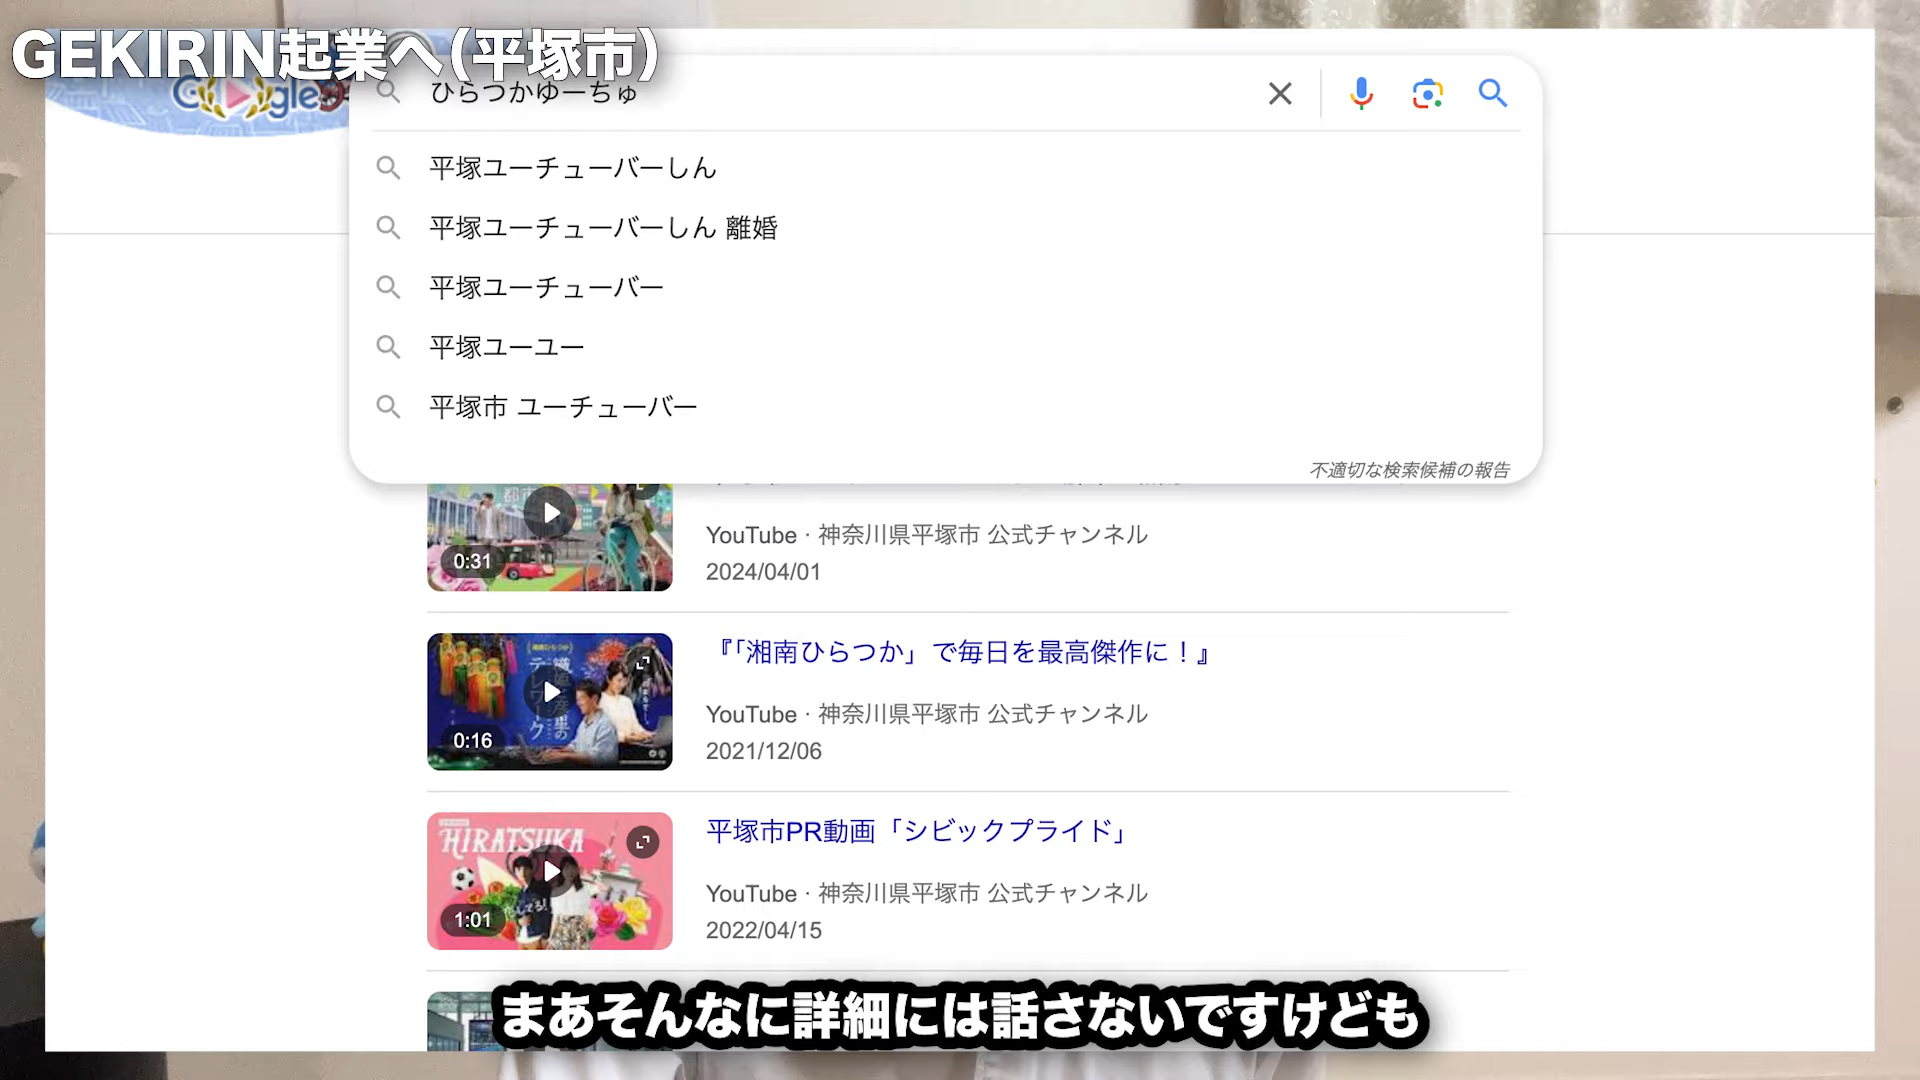 GEKIRIN起業へ(平塚市)
Google
ひらつかゆーちゅ
平塚ユーチューバーしん
平塚ユーチューバーしん 離婚
平塚ユーチューバー
平塚ユーユー
平塚市 ユーチューバー
不適切な検索候補の報告
0:31
YouTube · 神奈川県平塚市 公式チャンネル
2024/04/01
『「湘南ひらつか」で毎日を最高傑作に！』
0:16
YouTube · 神奈川県平塚市 公式チャンネル
2021/12/06
HIRATSUKA
平塚市PR動画「シビックプライド」
1:01
YouTube · 神奈川県平塚市 公式チャンネル
2022/04/15
まあそんなに詳細には話さないですけども